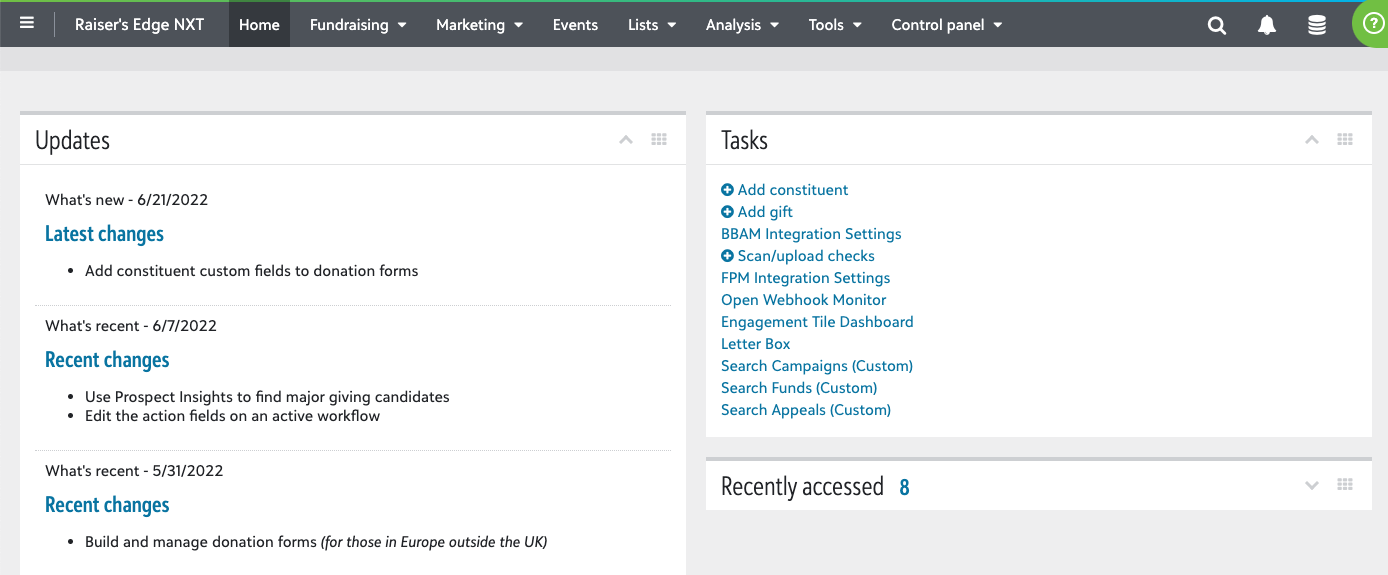 Raiser's Edge NXT Home Fundraising Marketing Events Lists Analysis Tools Control panel ?
Updates
What's new - 6/21/2022
Latest changes
• Add constituent custom fields to donation forms
What's recent - 6/7/2022
Recent changes
• Use Prospect Insights to find major giving candidates
• Edit the action fields on an active workflow
What's recent - 5/31/2022
Recent changes
• Build and manage donation forms (for those in Europe outside the UK)
Tasks
Add constituent
Add gift
BBAM Integration Settings
Scan/upload checks
FPM Integration Settings
Open Webhook Monitor
Engagement Tile Dashboard
Letter Box
Search Campaigns (Custom)
Search Funds (Custom)
Search Appeals (Custom)
Recently accessed 8